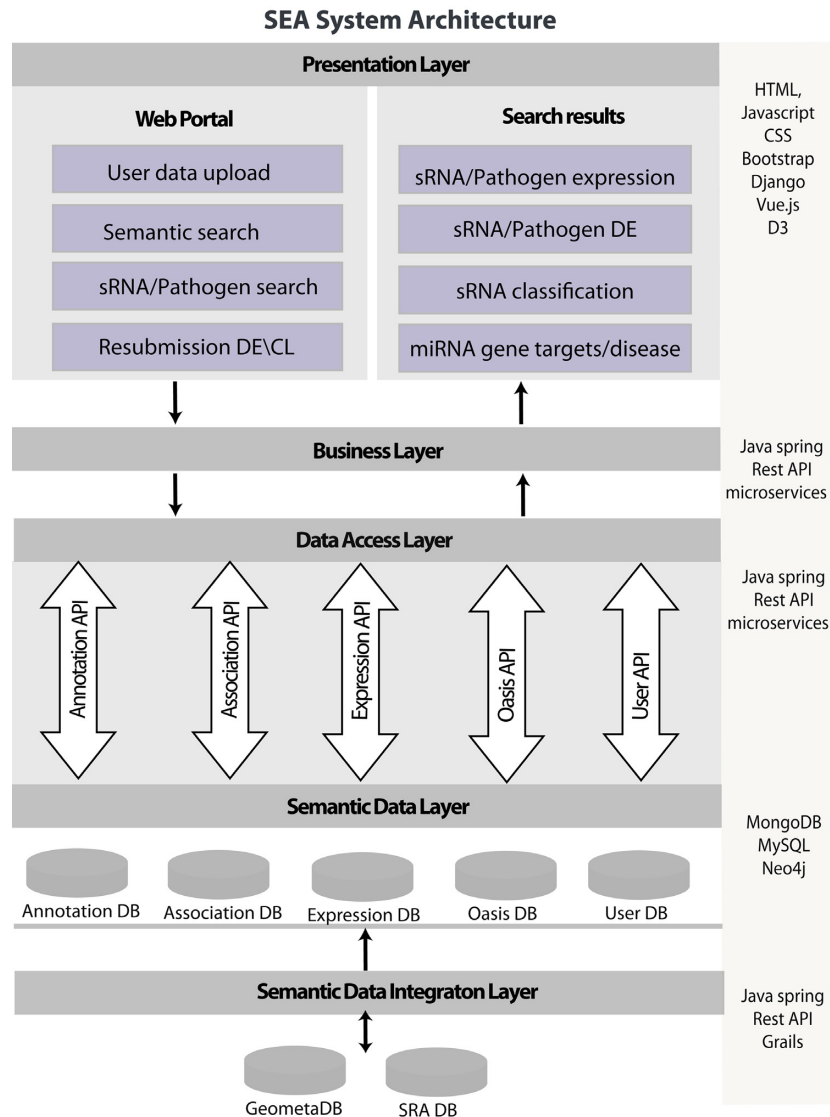 SEA System Architecture
Presentation Layer
Web Portal
User data upload
Semantic search
sRNA/Pathogen search
Resubmission DE\CL
Search results
sRNA/Pathogen expression
sRNA/Pathogen DE
sRNA classification
miRNA gene targets/disease
HTML,
Javascript
CSS
Bootstrap
Django
Vue.js
D3
Business Layer
Java spring
Rest API
microservices
Data Access Layer
Java spring
Rest API
microservices
Annotation API
Association API
Expression API
Oasis API
User API
Semantic Data Layer
MongoDB
MySQL
Neo4j
Annotation DB
Association DB
Expression DB
Oasis DB
User DB
Semantic Data Integraton Layer
Java spring
Rest API
Grails
GeometaDB
SRA DB